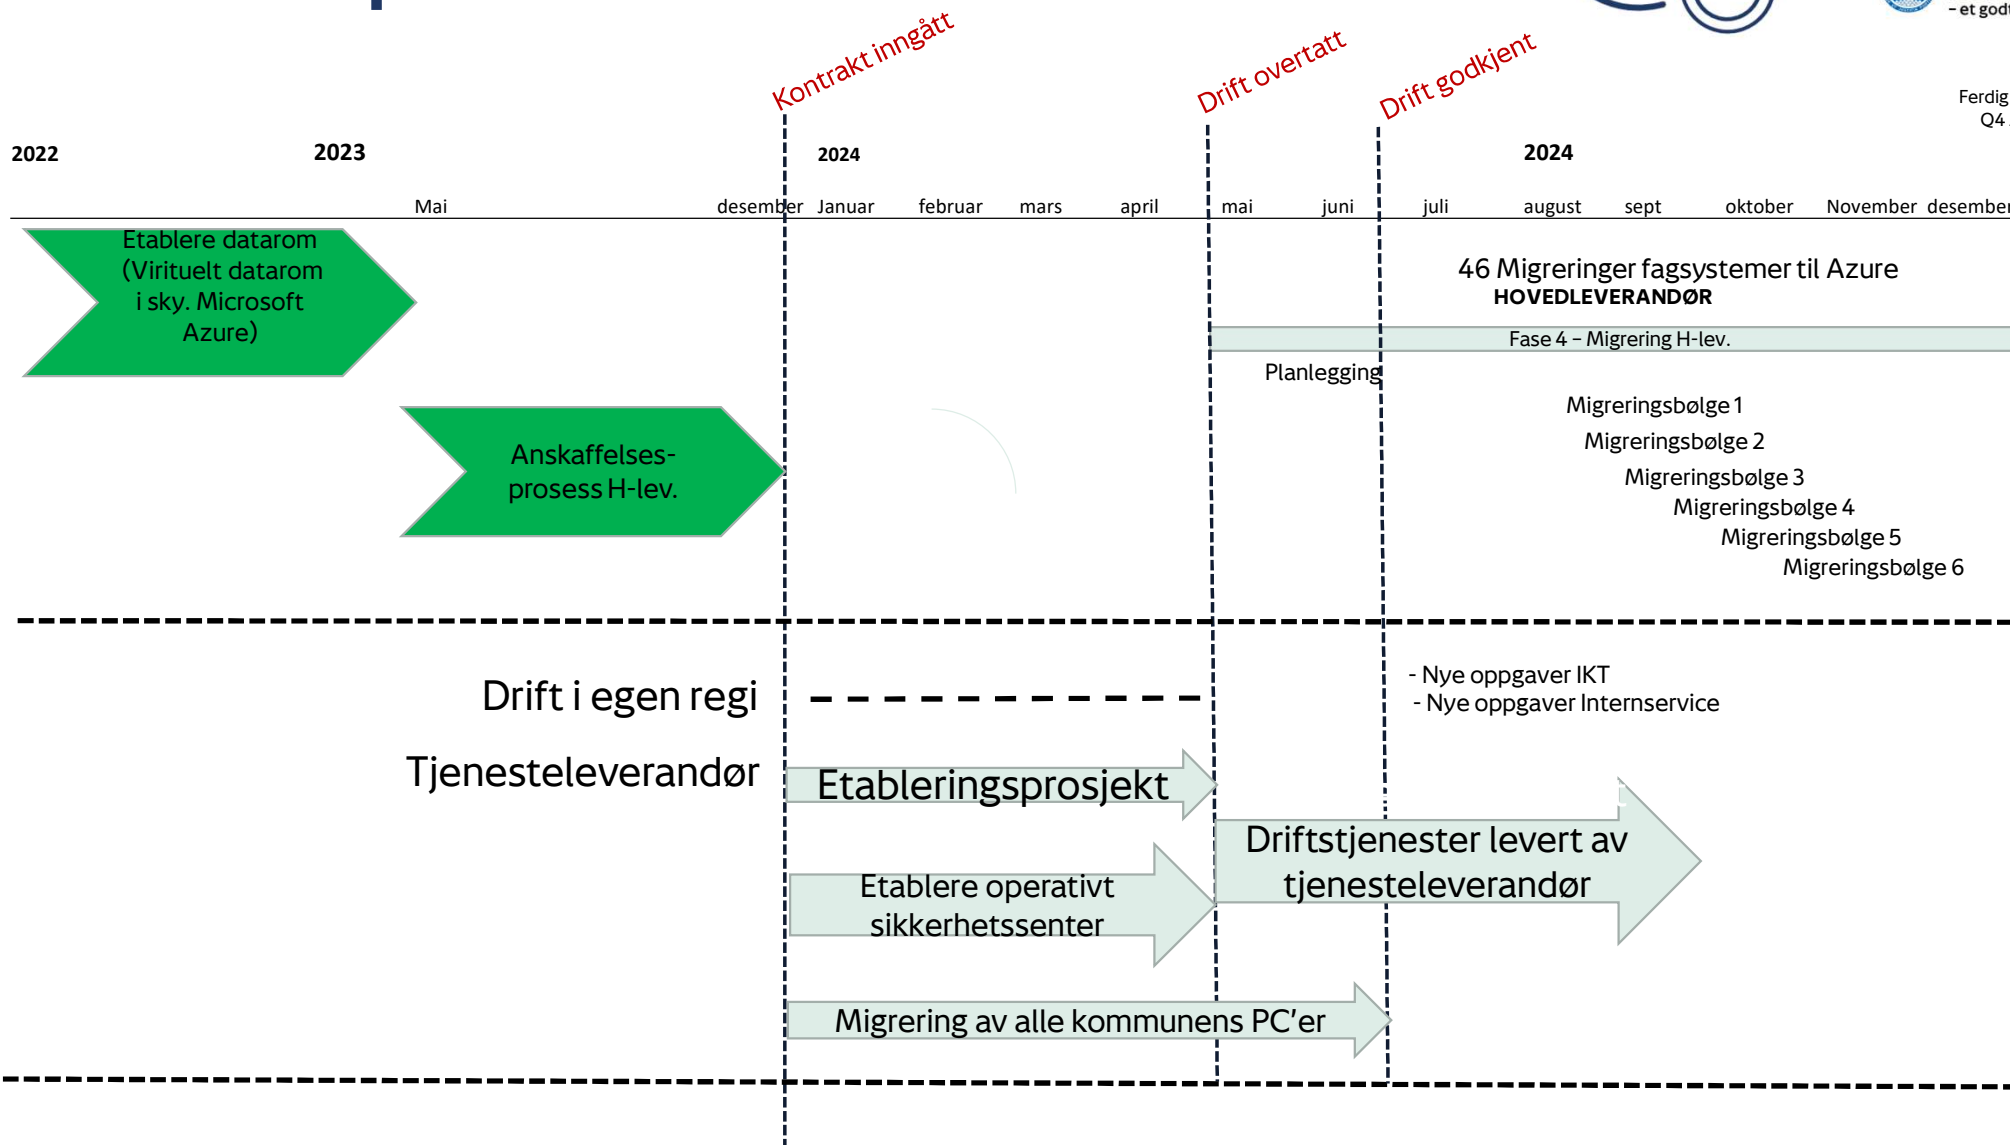 – et godt
Kontrakt inngått
Drift overtatt
Drift godkjent
Ferdig
Q4
2022
2023
2024
2024
Mai
desember
Januar
februar
mars
april
mai
juni
juli
august
sept
oktober
November
desember
Etablere datarom
(Virituelt datarom
i sky. Microsoft
Azure)
46 Migreringer fagsystemer til Azure
HOVEDLEVERANDØR
Fase 4 – Migrering H-lev.
Planlegging
Anskaffelses-
prosess H-lev.
Migreringsbølge 1
Migreringsbølge 2
Migreringsbølge 3
Migreringsbølge 4
Migreringsbølge 5
Migreringsbølge 6
Drift i egen regi
- Nye oppgaver IKT
- Nye oppgaver Internservice
Tjenesteleverandør
Etableringsprosjekt
Driftstjenester levert av
tjenesteleverandør
Etablere operativt
sikkerhetssenter
Migrering av alle kommunens PC'er